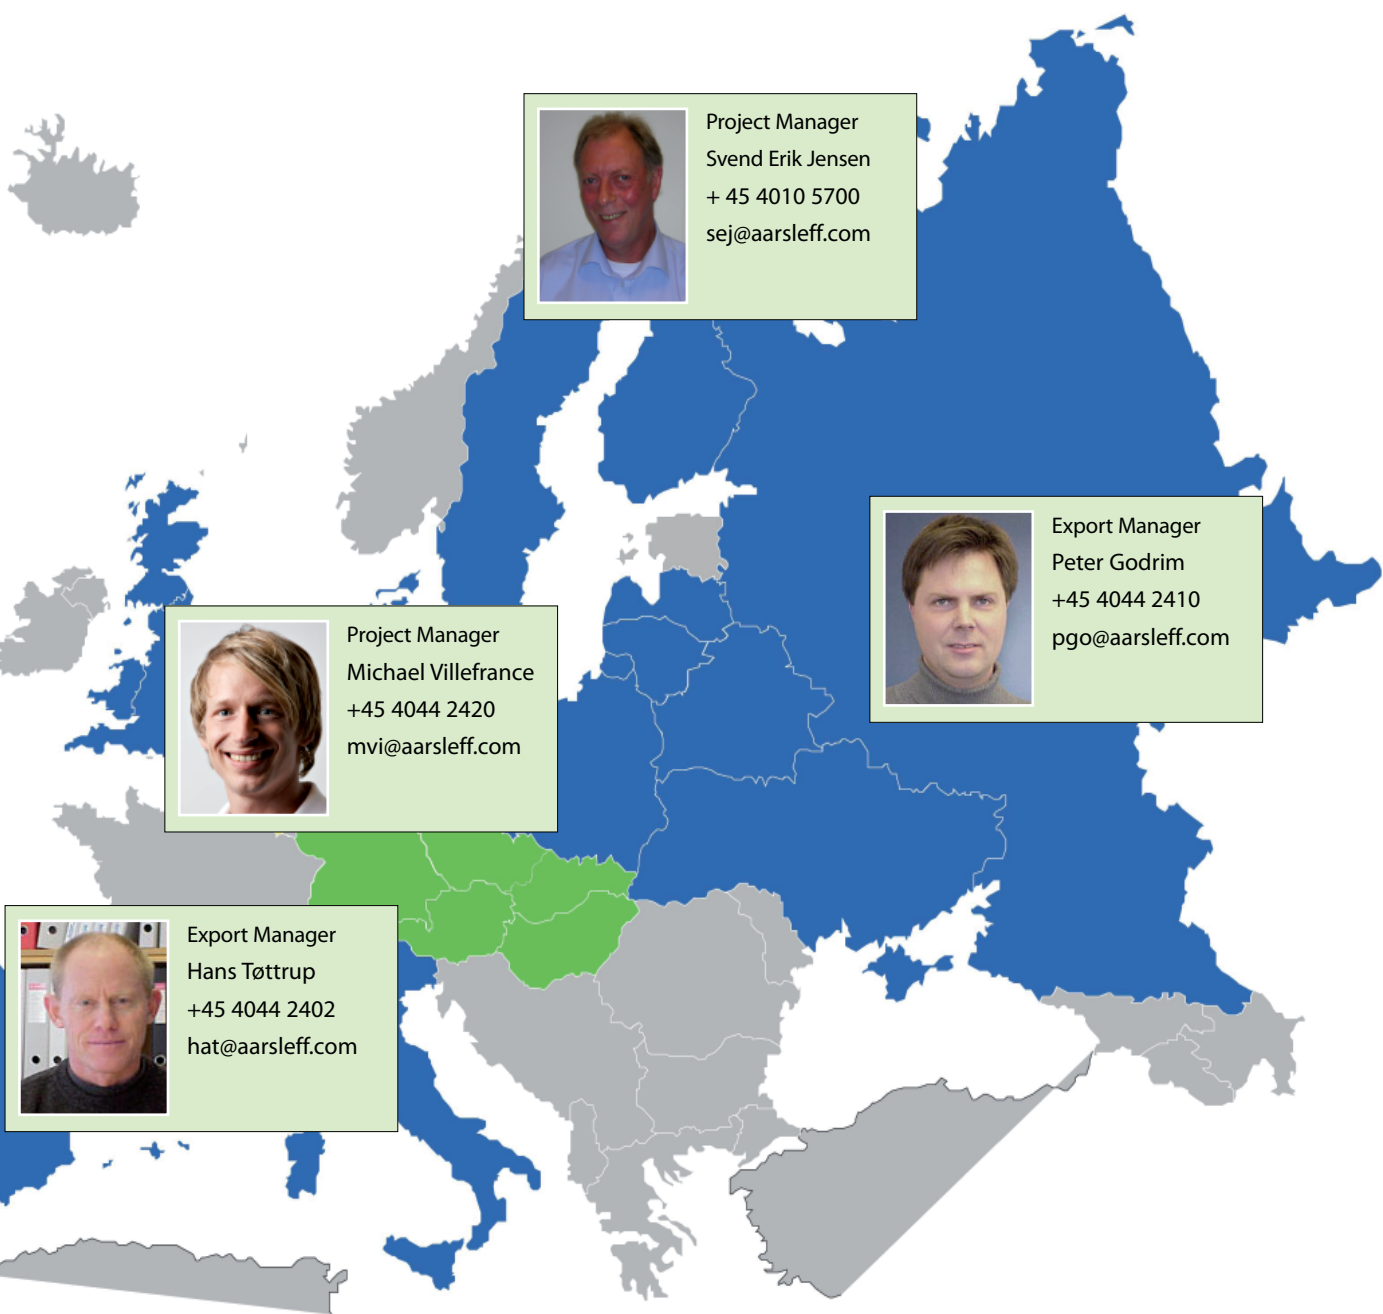 Project Manager
Svend Erik Jensen
+ 45 4010 5700
sej@aarsleff.com
Export Manager
Peter Godrim
+45 4044 2410
pgo@aarsleff.com
Project Manager
Michael Villefrance
+45 4044 2420
mvi@aarsleff.com
Export Manager
Hans Tøttrup
+45 4044 2402
hat@aarsleff.com